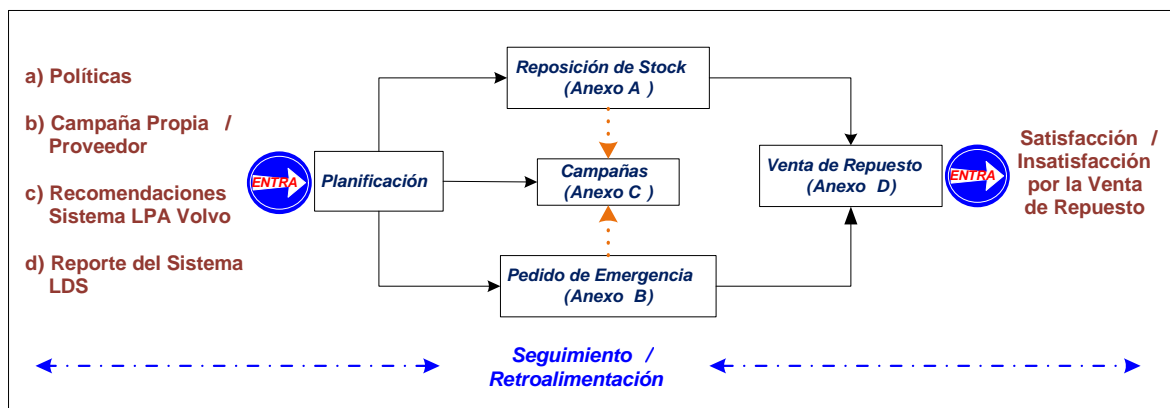 a) Políticas
b) Campaña Propia /
Proveedor
c) Recomendaciones
Sistema LPA Volvo
d) Reporte del Sistema
LDS
ENTRA
Planificación
Reposición de Stock
(Anexo A )
Campañas
(Anexo C )
Pedido de Emergencia
(Anexo B)
Venta de Repuesto
(Anexo D)
ENTRA
Satisfacción /
Insatisfacción
por la Venta
de Repuesto
Seguimiento /
Retroalimentación